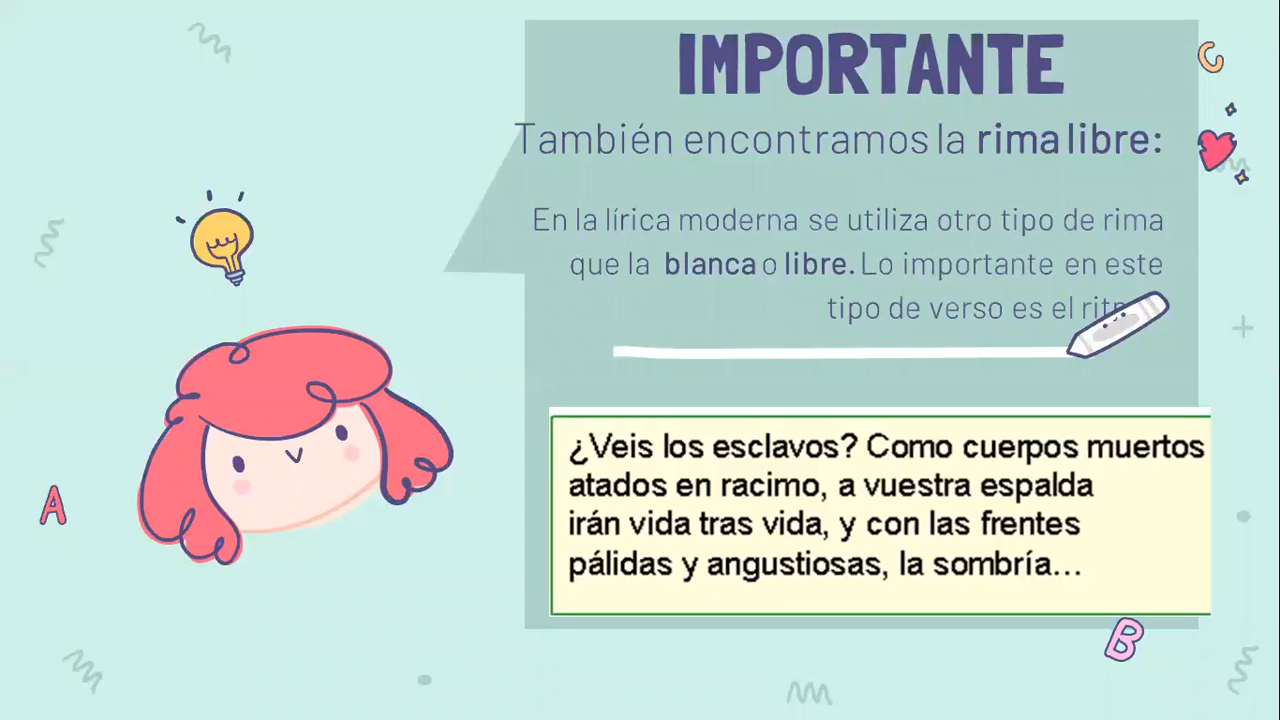 IMPORTANTE
También encontramos la rima libre:
En la lírica moderna se utiliza otro tipo de rima
que la blanca o libre. Lo importante en este
tipo de verso es el
¿Veis los esclavos? Como cuerpos muertos
atados en racimo, a vuestra espalda
irán vida tras vida, y con las frentes
pálidas y angustiosas, la sombría...
C
A
B